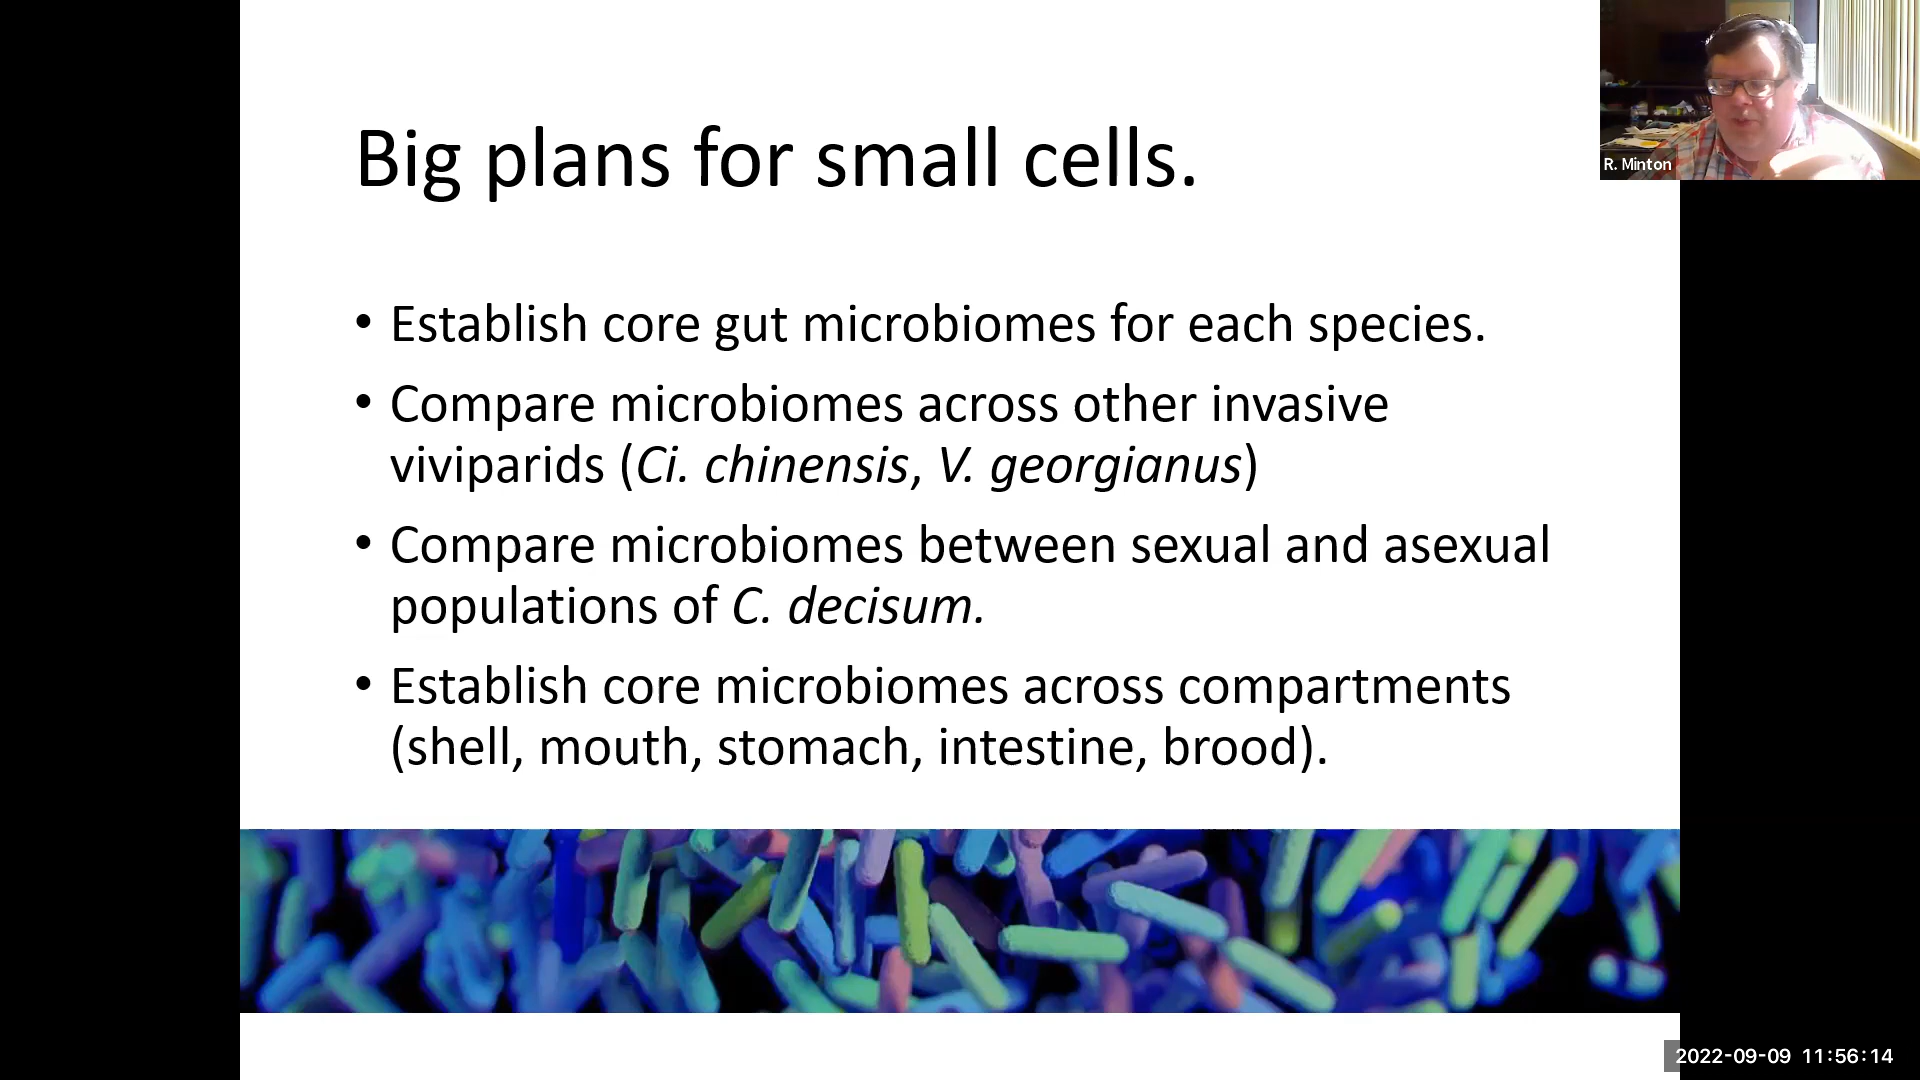 Big plans for small cells.
R. Minton
• Establish core gut microbiomes for each species.
• Compare microbiomes across other invasive
viviparids (Ci. chinensis, V. georgianus)
• Compare microbiomes between sexual and asexual
populations of C. decisum.
• Establish core microbiomes across compartments
(shell, mouth, stomach, intestine, brood).
2022-09-09 11:56:14